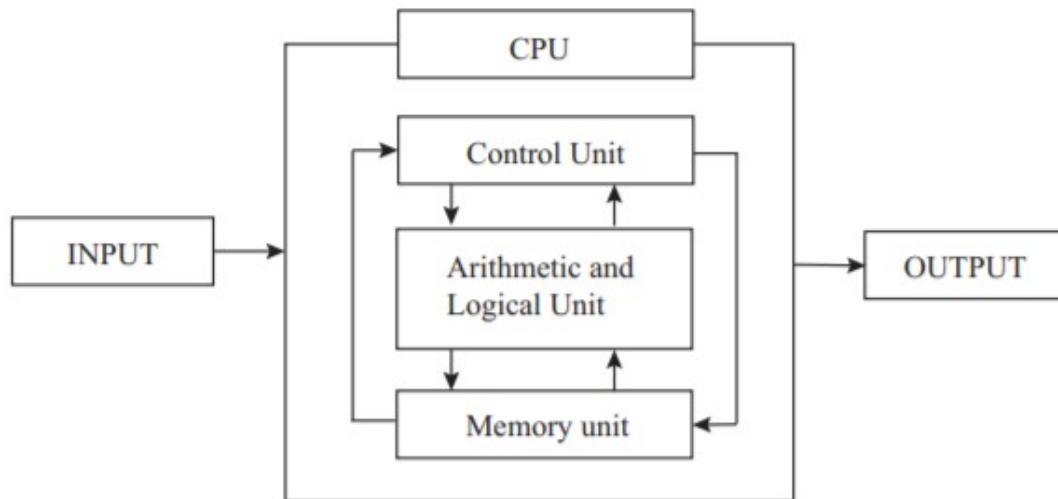 CPU
Control Unit
INPUT
Arithmetic and
Logical Unit
OUTPUT
Memory unit